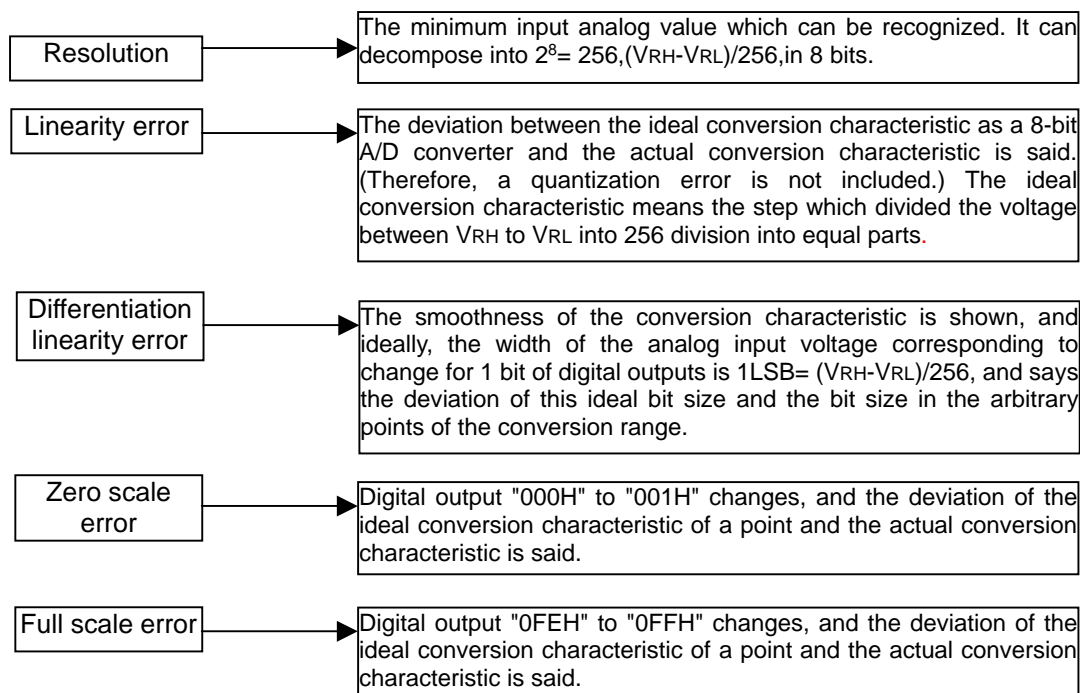 Resolution
The minimum input analog value which can be recognized. It can
decompose into 2⁸= 256,(VRH-VRL)/256,in 8 bits.
Linearity error
The deviation between the ideal conversion characteristic as a 8-bit
A/D converter and the actual conversion characteristic is said.
(Therefore, a quantization error is not included.) The ideal
conversion characteristic means the step which divided the voltage
between VRH to VRL into 256 division into equal parts.
Differentiation
linearity error
The smoothness of the conversion characteristic is shown, and
ideally, the width of the analog input voltage corresponding to
change for 1 bit of digital outputs is 1LSB= (VRH-VRL)/256, and says
the deviation of this ideal bit size and the bit size in the arbitrary
points of the conversion range.
Zero scale
error
Digital output "000H" to "001H" changes, and the deviation of the
ideal conversion characteristic of a point and the actual conversion
characteristic is said.
Full scale error
Digital output "0FEH" to "0FFH" changes, and the deviation of the
ideal conversion characteristic of a point and the actual conversion
characteristic is said.